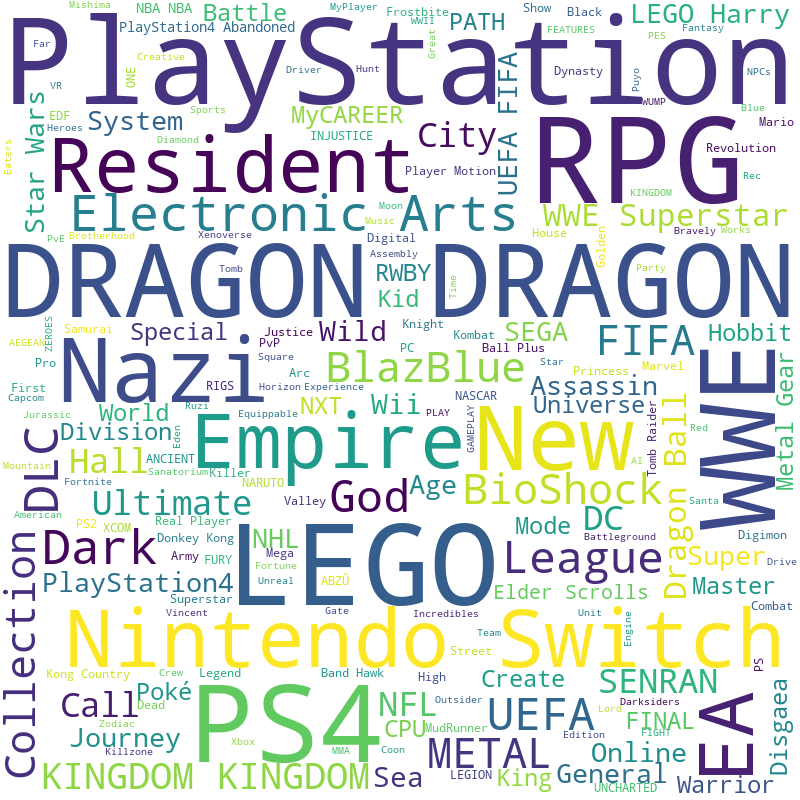 Mishima
NBA NBA
Battle
MyPlayer
Frostbite
WWII
Great
PATH
Show
Black
FEATURES
PES
Fantasy
LEGO Harry
PlayStation4 Abandoned
PlayStation
Far
Creative
ONE
Driver
Hunt
Dynasty
Puyo
NPCs
VR
EDF
Heroes
System
Sports
Diamond
MyCAREER
INJUSTICE
City
UEFA FIFA
WUMP
Blue
Mario
RPG
Revolution
Eaters
Star Wars
Resident
Player Motion
KINGDOM
Rec
Electronic Arts
Moon
Music
WWE Superstar
PvE
Brotherhood
Xenoverse
Digital
Assembly
House
Golden
Bravely
Works
DRAGON DRAGON
Tomb
RWBY
Kid
Time
Party
AEGEAN
ZEROES
Samurai
Special
PvP
Justice
Wild
Knight
Kombat
PC
SEGA
FIFA
Hobbit
Pro
Nazi
Square
RIGS
Arc
Ball Plus
Star
Princess
Marvel
First
Capcom
Horizon
Experience
BlazBlue
Assassin
Metal Gear
Jurassic
World
Ruzi
Eden
Equippable
NXT
Wii
PLAY
NASCAR
Universe
Tomb Raider
Red
WWE
DLC
Division
Empire
GAMEPLAY
New
AI
Mountain
Hall
ANCIENT
Sanatorium
Killer
NARUTO
God
Age
BioShock
Dragon Ball
Santa
Fortnite
American
Ultimate
Valley
PS2
XCOM
Real Player
Donkey Kong
Army
FURY
Mega
Mode
DC
Battleground
Digimon
Drive
Dark
NHL
Fortune
Unreal
ABZÛ
LEGO
League
Super
Collection
PlayStation4
Superstar
Vincent
Gate
Incredibles
Elder Scrolls
Unit
Master
Combat
Nintendo Switch
Team
Street
Engine
PS
Kong Country
Crew
Legend
Band Hawk
High
Create
SENRAN
Call
Poké
Dead
Zodiac
PS4
NFL
Outsider
UEFA
Lord
Darksiders
EA
Disgaea
Journey
Killzone
Xbox
MMA
Coon
CPU
MudRunner
Edition
FINAL
FIGHT
METAL
Online
KINGDOM KINGDOM
Sea
LEGION
King
General
UNCHARTED
Warrior